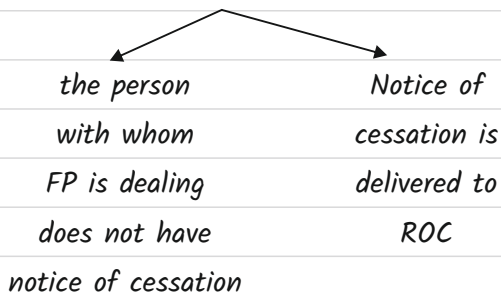 the person
with whom
FP is dealing
does not have
notice of cessation
Notice of
cessation is
delivered to
ROC